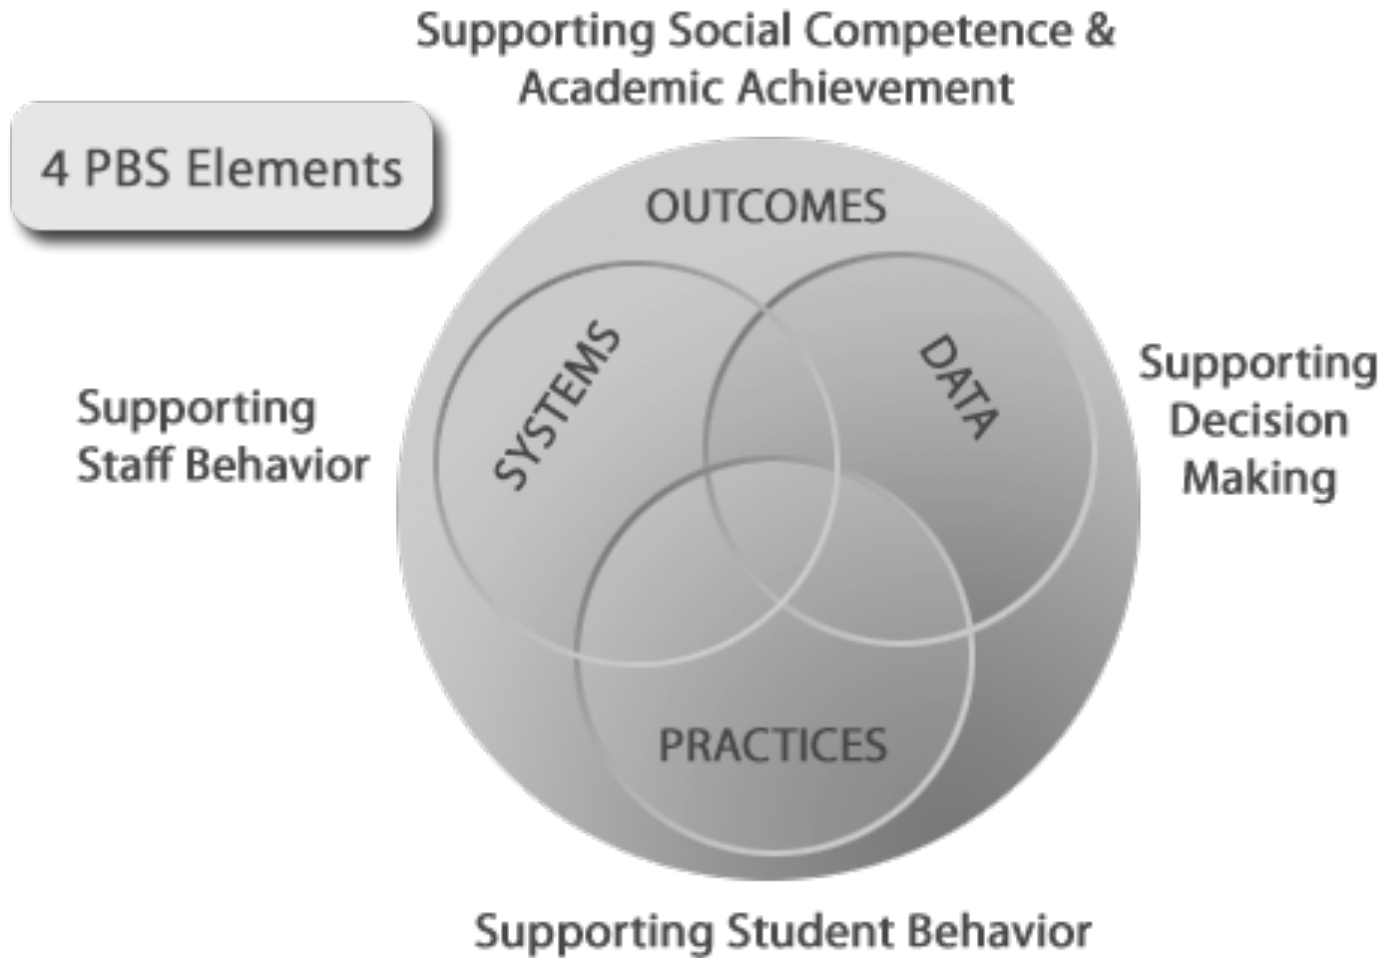 Supporting Social Competence &
Academic Achievement
4 PBS Elements
OUTCOMES
SYSTEMS
DATA
Supporting
Staff Behavior
Supporting
Decision
Making
PRACTICES
Supporting Student Behavior